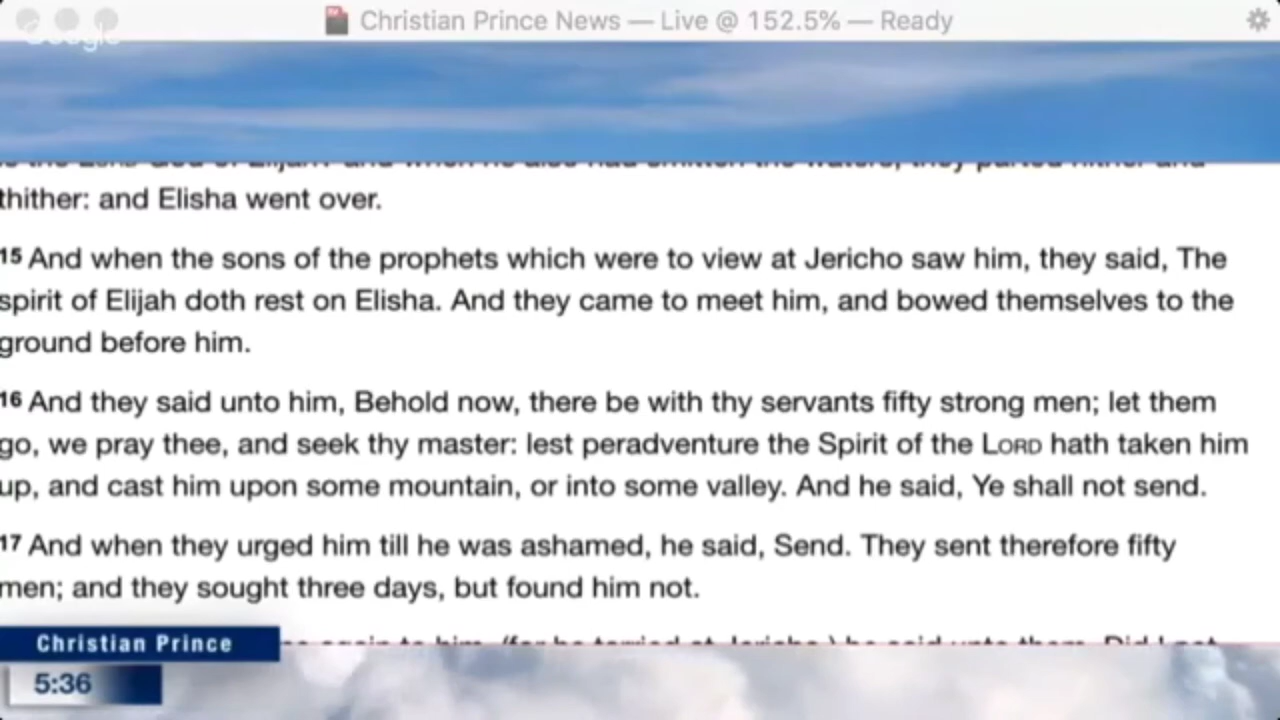 Christian Prince News — Live @ 152.5% — Ready
Google
thither: and Elisha went over.
15 And when the sons of the prophets which were to view at Jericho saw him, they said, The
spirit of Elijah doth rest on Elisha. And they came to meet him, and bowed themselves to the
ground before him.
16 And they said unto him, Behold now, there be with thy servants fifty strong men; let them
go, we pray thee, and seek thy master: lest peradventure the Spirit of the LORD hath taken him
up, and cast him upon some mountain, or into some valley. And he said, Ye shall not send.
17 And when they urged him till he was ashamed, he said, Send. They sent therefore fifty
men; and they sought three days, but found him not.
Christian Prince
5:36